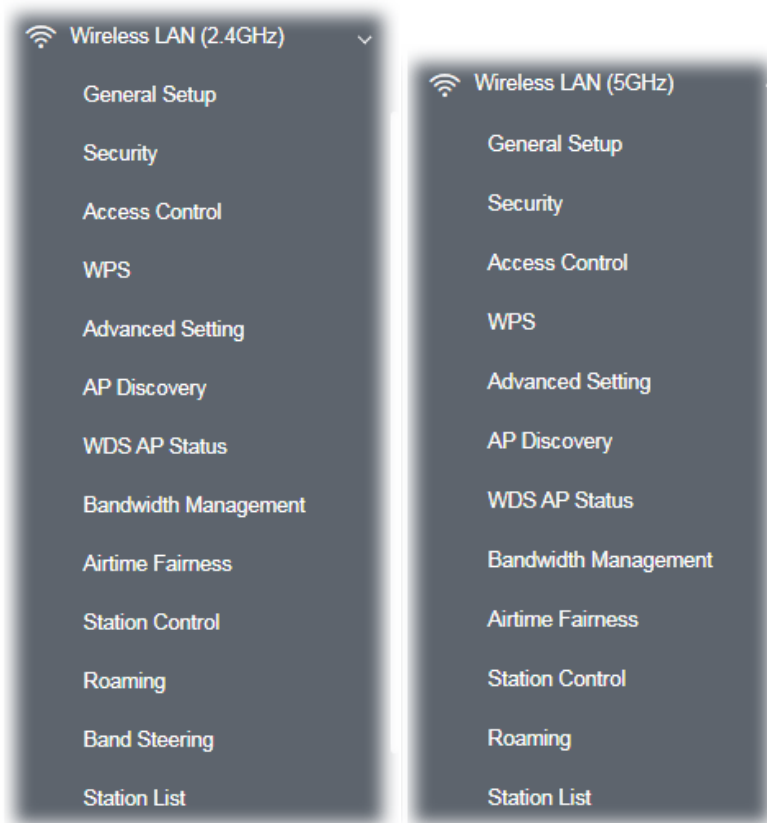 Wireless LAN (2.4GHz)
General Setup
Security
Access Control
WPS
Advanced Setting
AP Discovery
WDS AP Status
Bandwidth Management
Airtime Fairness
Station Control
Roaming
Band Steering
Station List
Wireless LAN (5GHz)
General Setup
Security
Access Control
WPS
Advanced Setting
AP Discovery
WDS AP Status
Bandwidth Management
Airtime Fairness
Station Control
Roaming
Station List